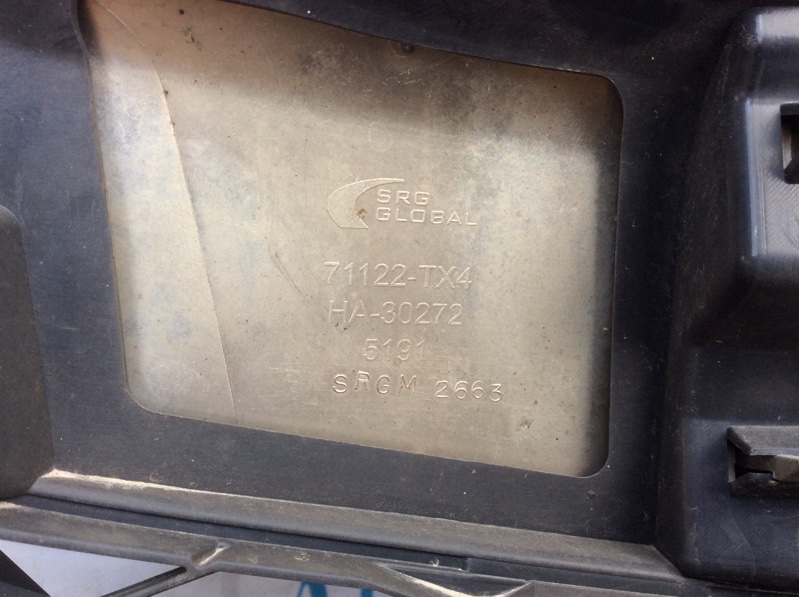 SRG
GLOBAL
71122-TX4
HA-30272
5191
SRGM 2663